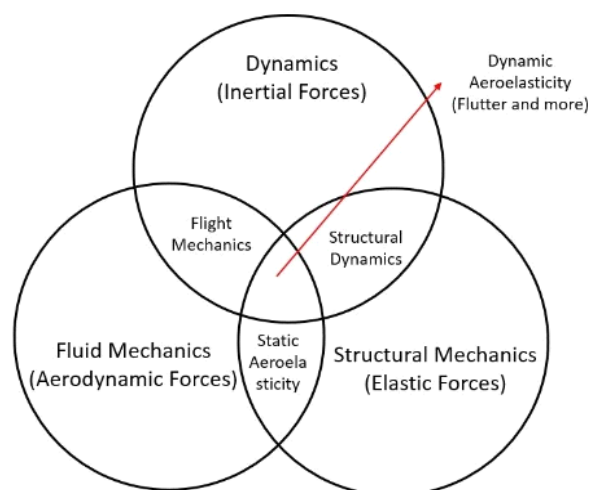 Dynamics
(Inertial Forces)
Dynamic
Aeroelasticity
(Flutter and more)
Flight
Mechanics
Structural
Dynamics
Fluid Mechanics
(Aerodynamic Forces)
Static
Aeroela
sticity
Structural Mechanics
(Elastic Forces)